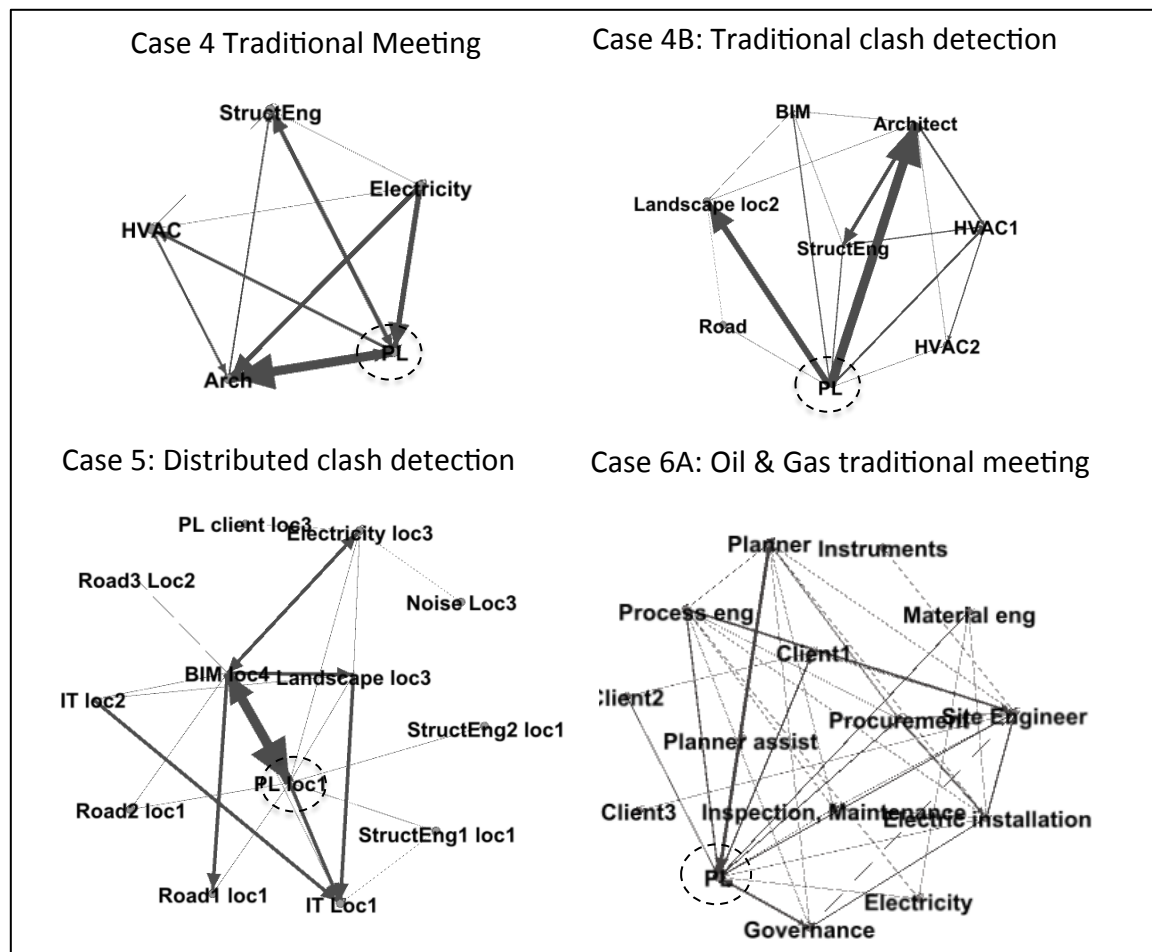 Case 4 Traditional Meeting
StructEng
Electricity
HVAC
PL
Arch
Case 4B: Traditional clash detection
BIM
Architect
Landscape loc2
HVAC1
StructEng
Road
HVAC2
PL
Case 5: Distributed clash detection
PL client loc3
Electricity loc3
Road3 Loc2
Noise Loc3
BIM loc4
Landscape loc3
IT loc2
StructEng2 loc1
PL loc1
Road2 loc1
StructEng1 loc1
Road1 loc1
IT Loc1
Case 6A: Oil & Gas traditional meeting
Planner
Instruments
Process eng
Material eng
Client1
Client2
Procurement
Site Engineer
Planner assist
Client3
Inspection, Maintenance
Electric installation
PL
Electricity
Governance